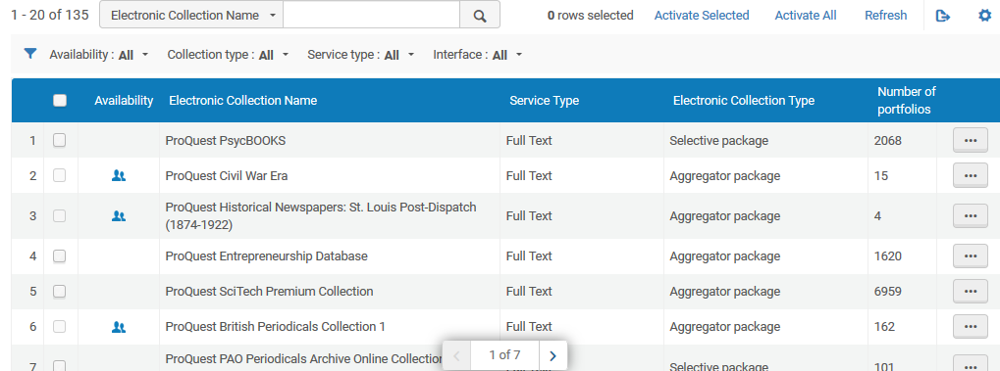 1 - 20 of 135 Electronic Collection Name 0 rows selected Activate Selected Activate All Refresh
Availability : All Collection type : All Service type : All Interface : All
Availability Electronic Collection Name Service Type Electronic Collection Type Number of portfolios
1 ProQuest PsycBOOKS Full Text Selective package 2068
2 ProQuest Civil War Era Full Text Aggregator package 15
3 ProQuest Historical Newspapers: St. Louis Post-Dispatch (1874-1922) Full Text Aggregator package 4
4 ProQuest Entrepreneurship Database Full Text Aggregator package 1620
5 ProQuest SciTech Premium Collection Full Text Aggregator package 6959
6 ProQuest British Periodicals Collection 1 Full Text Aggregator package 162
7 ProQuest PAO Periodicals Archive Online Collection Selective package 101
1 of 7